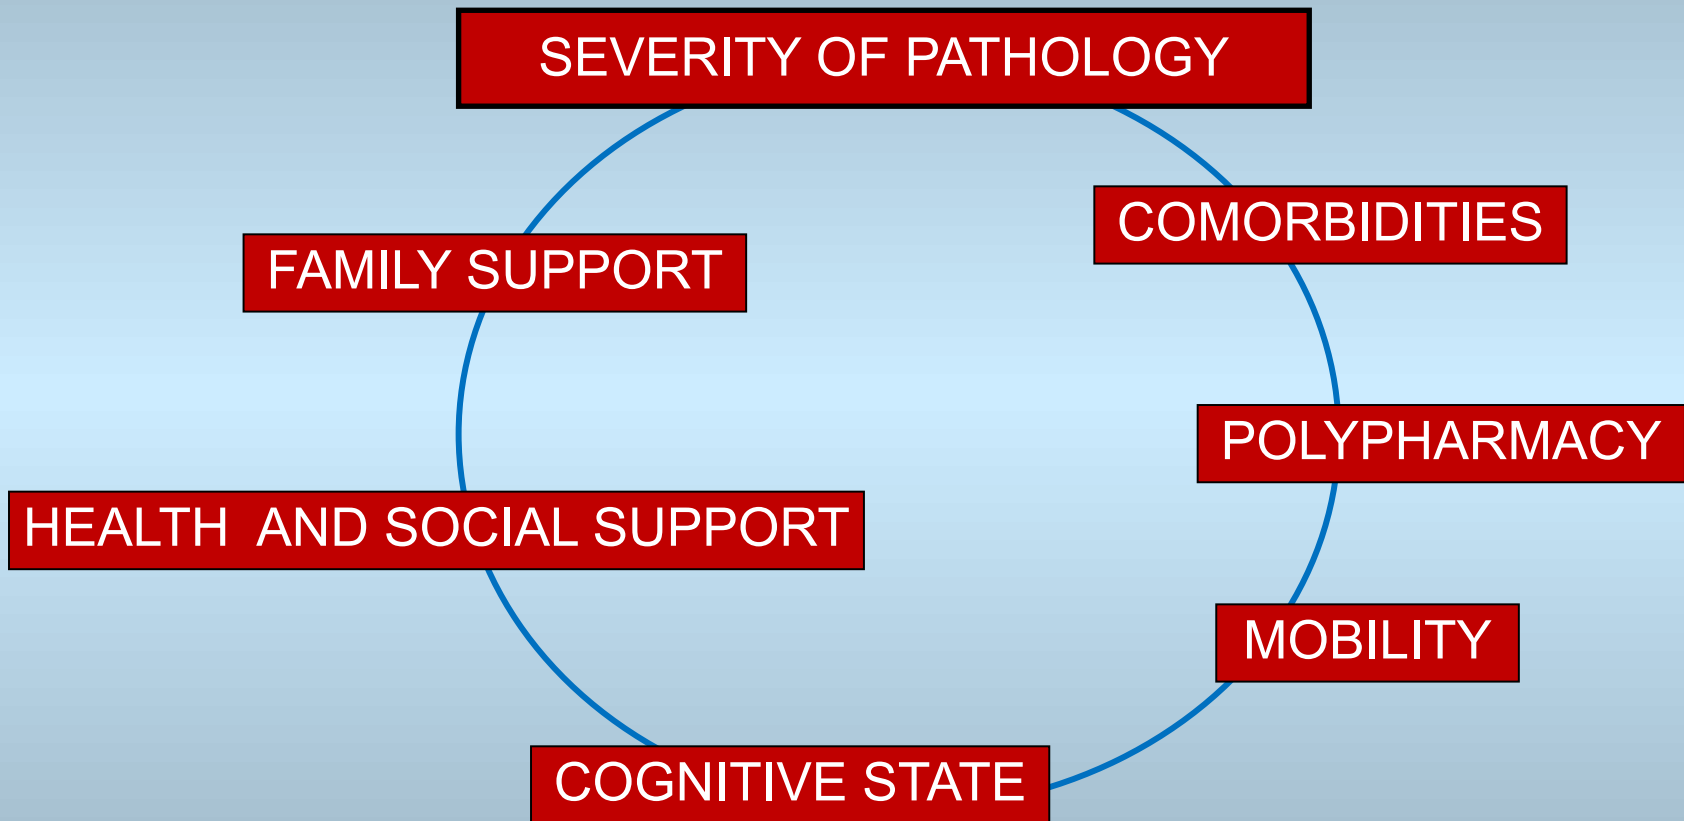 SEVERITY OF PATHOLOGY
COMORBIDITIES
FAMILY SUPPORT
POLYPHARMACY
HEALTH  AND SOCIAL SUPPORT
MOBILITY
COGNITIVE STATE